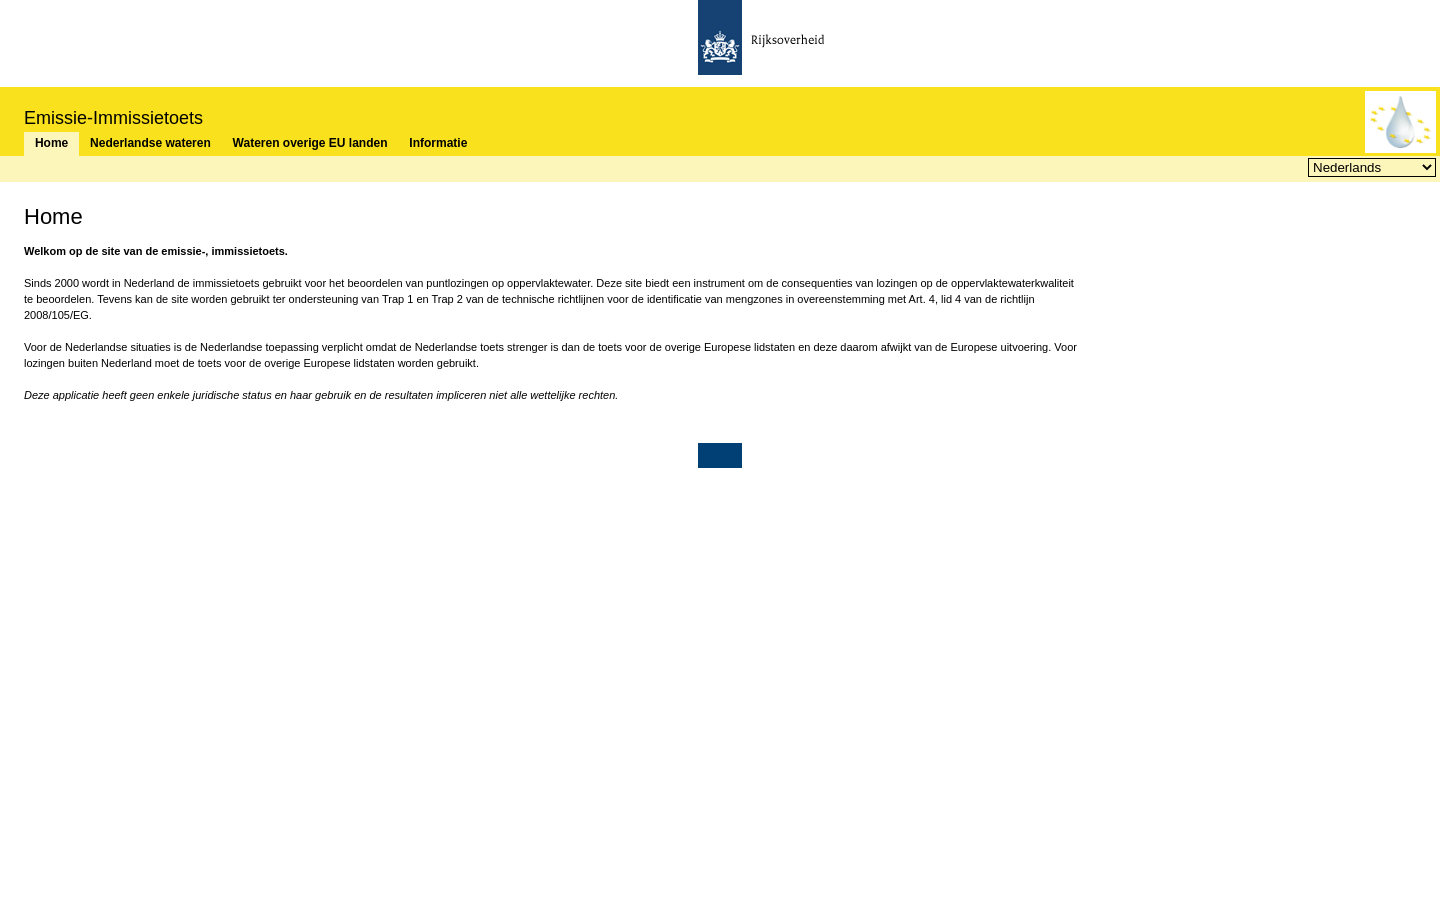 Rijksoverheid
Emissie-Immissietoets
Home Nederlandse wateren Wateren overige EU landen Informatie
Nederlands
Home
Welkom op de site van de emissie-, immissietoets.
Sinds 2000 wordt in Nederland de immissietoets gebruikt voor het beoordelen van puntlozingen op oppervlaktewater. Deze site biedt een instrument om de consequenties van lozingen op de oppervlaktewaterkwaliteit
te beoordelen. Tevens kan de site worden gebruikt ter ondersteuning van Trap 1 en Trap 2 van de technische richtlijnen voor de identificatie van mengzones in overeenstemming met Art. 4, lid 4 van de richtlijn
2008/105/EG.
Voor de Nederlandse situaties is de Nederlandse toepassing verplicht omdat de Nederlandse toets strenger is dan de toets voor de overige Europese lidstaten en deze daarom afwijkt van de Europese uitvoering. Voor
lozingen buiten Nederland moet de toets voor de overige Europese lidstaten worden gebruikt.
Deze applicatie heeft geen enkele juridische status en haar gebruik en de resultaten impliceren niet alle wettelijke rechten.